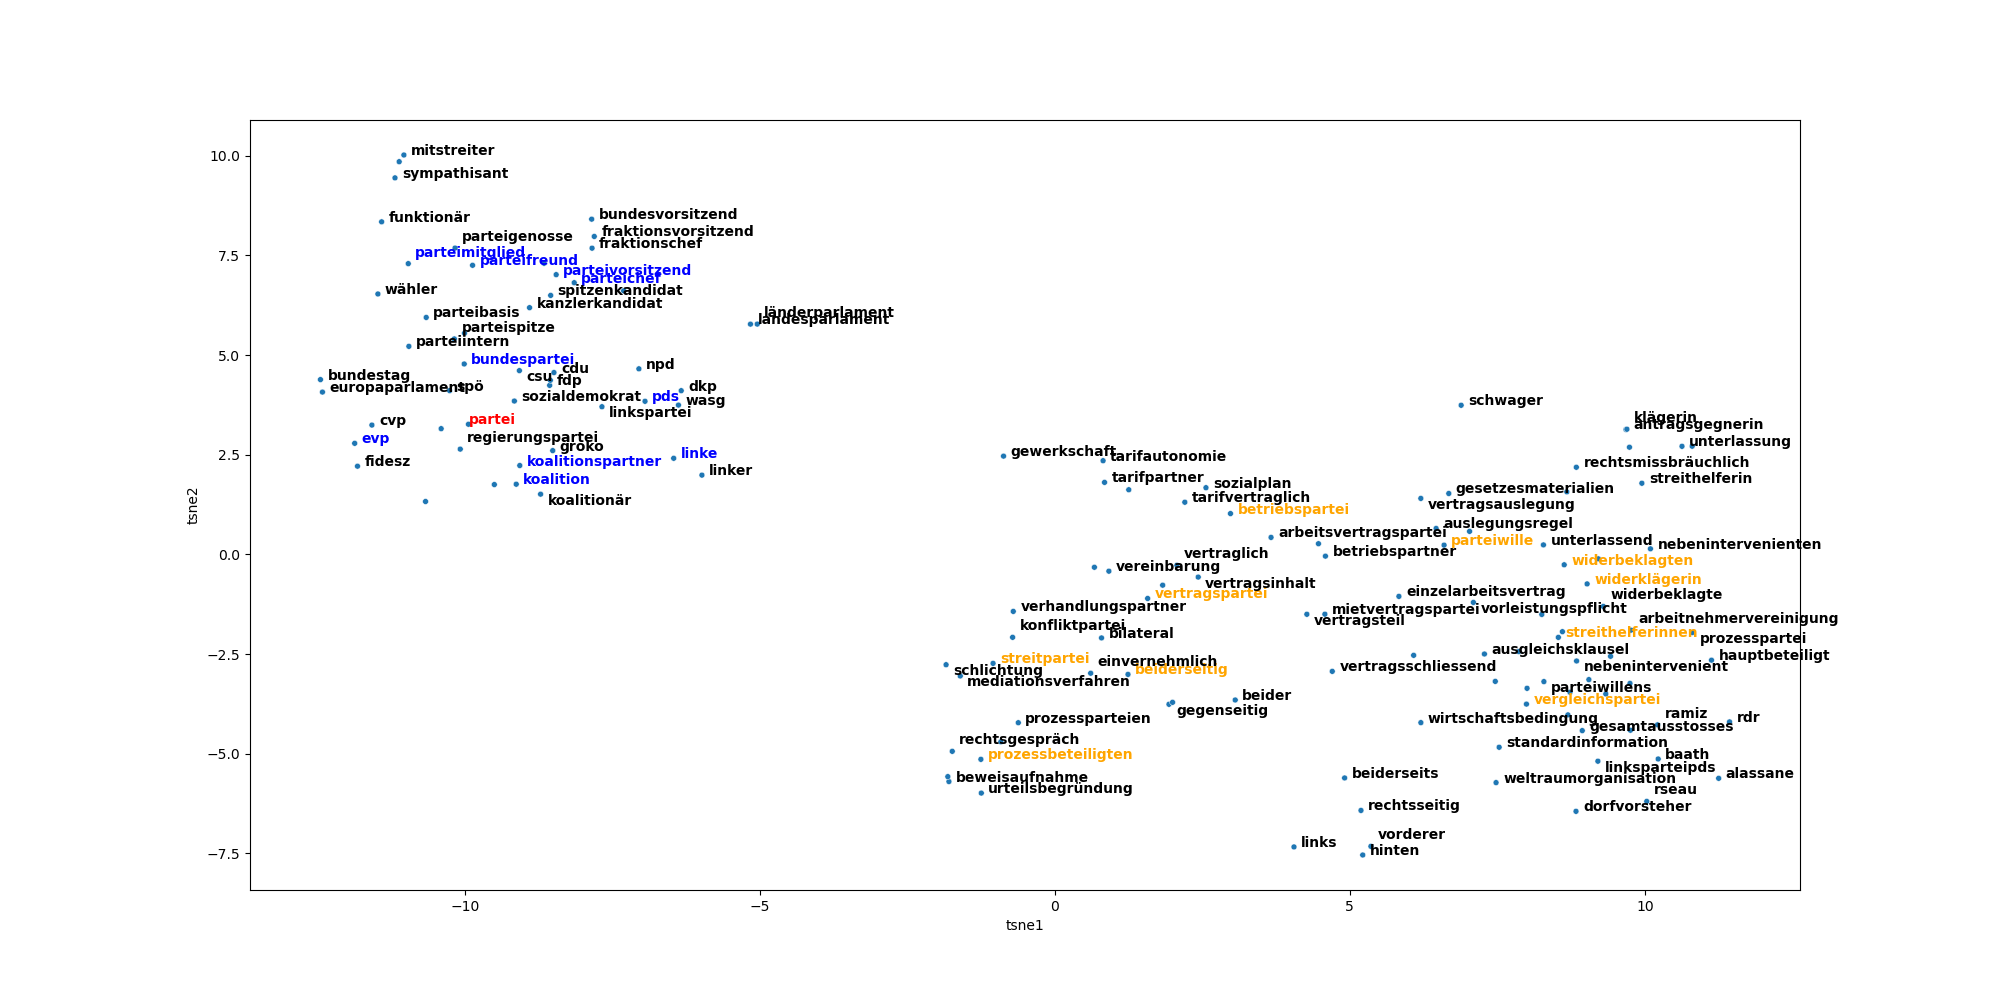 mitstreiter
sympathisant
funktionär
bundesvorsitzend
fraktionsvorsitzend
parteigenosse
fraktionschef
parteimitglied
parteifreund
parteivorsitzend
parteichef
wähler
spitzenkandidat
kanzlerkandidat
parteibasis
länderparlament
landesparlament
parteispitze
parteiintern
bundespartei
npd
cdu
bundestag
csu
fdp
europaparlament
spö
dkp
sozialdemokrat
pds
wasg
linkspartei
cvp
partei
evp
regierungspartei
groko
linke
fidesz
koalitionspartner
linker
koalition
koalitionär
schwager
klägerin
antragsgegnerin
unterlassung
gewerkschaft
tarifautonomie
rechtsmissbräuchlich
tarifpartner
streithelferin
sozialplan
gesetzesmaterialien
tarifvertraglich
vertragsauslegung
betriebspartei
auslegungsregel
arbeitsvertragspartei
parteiwille
unterlassend
nebenintervenienten
vertraglich
betriebspartner
widerbeklagten
vereinbarung
widerklägerin
vertragsinhalt
vertragspartei
einzelarbeitsvertrag
widerbeklagte
verhandlungspartner
mietvertragspartei
vorleistungspflicht
vertragsteil
arbeitnehmervereinigung
konfliktpartei
bilateral
streithelferinnen
prozesspartei
ausgleichsklausel
hauptbeteiligt
streitpartei
einvernehmlich
schlichtung
beiderseitig
vertragsschliessend
nebenintervenient
mediationsverfahren
parteiwillens
beider
vergleichspartei
gegenseitig
prozessparteien
wirtschaftsbedingung
ramiz
rdr
gesamtausstosses
rechtsgespräch
standardinformation
prozessbeteiligten
baath
linksparteipds
beweisaufnahme
beiderseits
weltraumorganisation
alassane
urteilsbegründung
rseau
rechtsseitig
dorfvorsteher
vorderer
links
hinten
10.0
7.5
5.0
2.5
0.0
−2.5
−5.0
−7.5
tsne2
−10
−5
0
5
10
tsne1